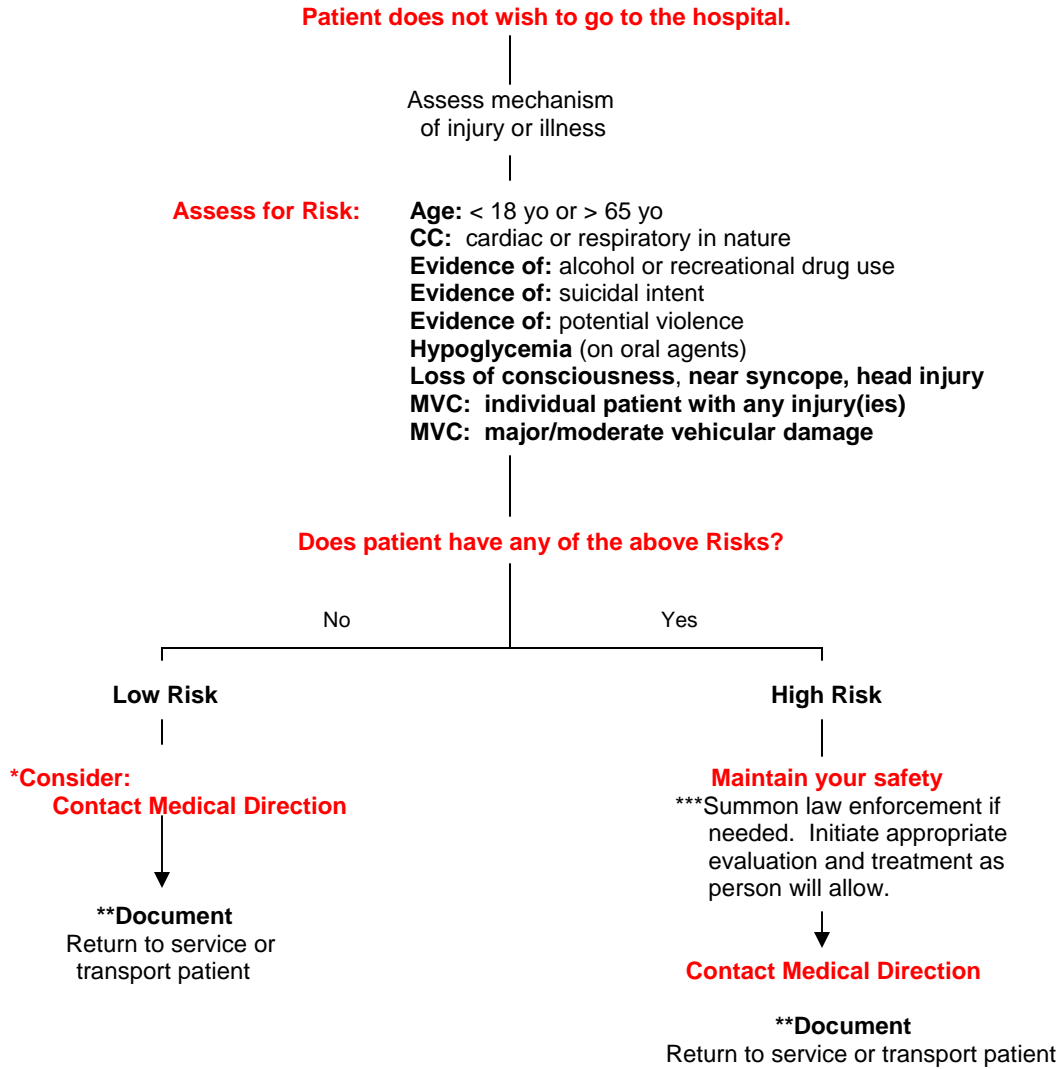 Patient does not wish to go to the hospital.
Assess mechanism
of injury or illness
Assess for Risk: Age: < 18 yo or > 65 yo
CC: cardiac or respiratory in nature
Evidence of: alcohol or recreational drug use
Evidence of: suicidal intent
Evidence of: potential violence
Hypoglycemia (on oral agents)
Loss of consciousness, near syncope, head injury
MVC: individual patient with any injury(ies)
MVC: major/moderate vehicular damage
Does patient have any of the above Risks?
No Yes
Low Risk
*Consider:
Contact Medical Direction
**Document
Return to service or
transport patient
High Risk
Maintain your safety
***Summon law enforcement if
needed. Initiate appropriate
evaluation and treatment as
person will allow.
Contact Medical Direction
**Document
Return to service or transport patient